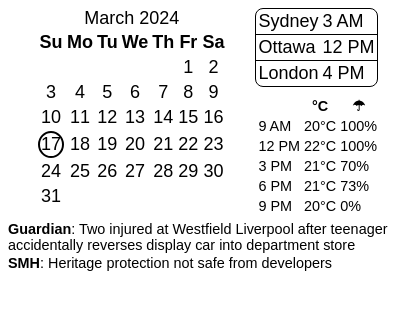 March 2024
Su Mo Tu We Th Fr Sa
1 2
3 4 5 6 7 8 9
10 11 12 13 14 15 16
17 18 19 20 21 22 23
24 25 26 27 28 29 30
31
Sydney 3 AM
Ottawa 12 PM
London 4 PM
°C ☂
9 AM 20°C 100%
12 PM 22°C 100%
3 PM 21°C 70%
6 PM 21°C 73%
9 PM 20°C 0%
Guardian: Two injured at Westfield Liverpool after teenager
accidentally reverses display car into department store
SMH: Heritage protection not safe from developers